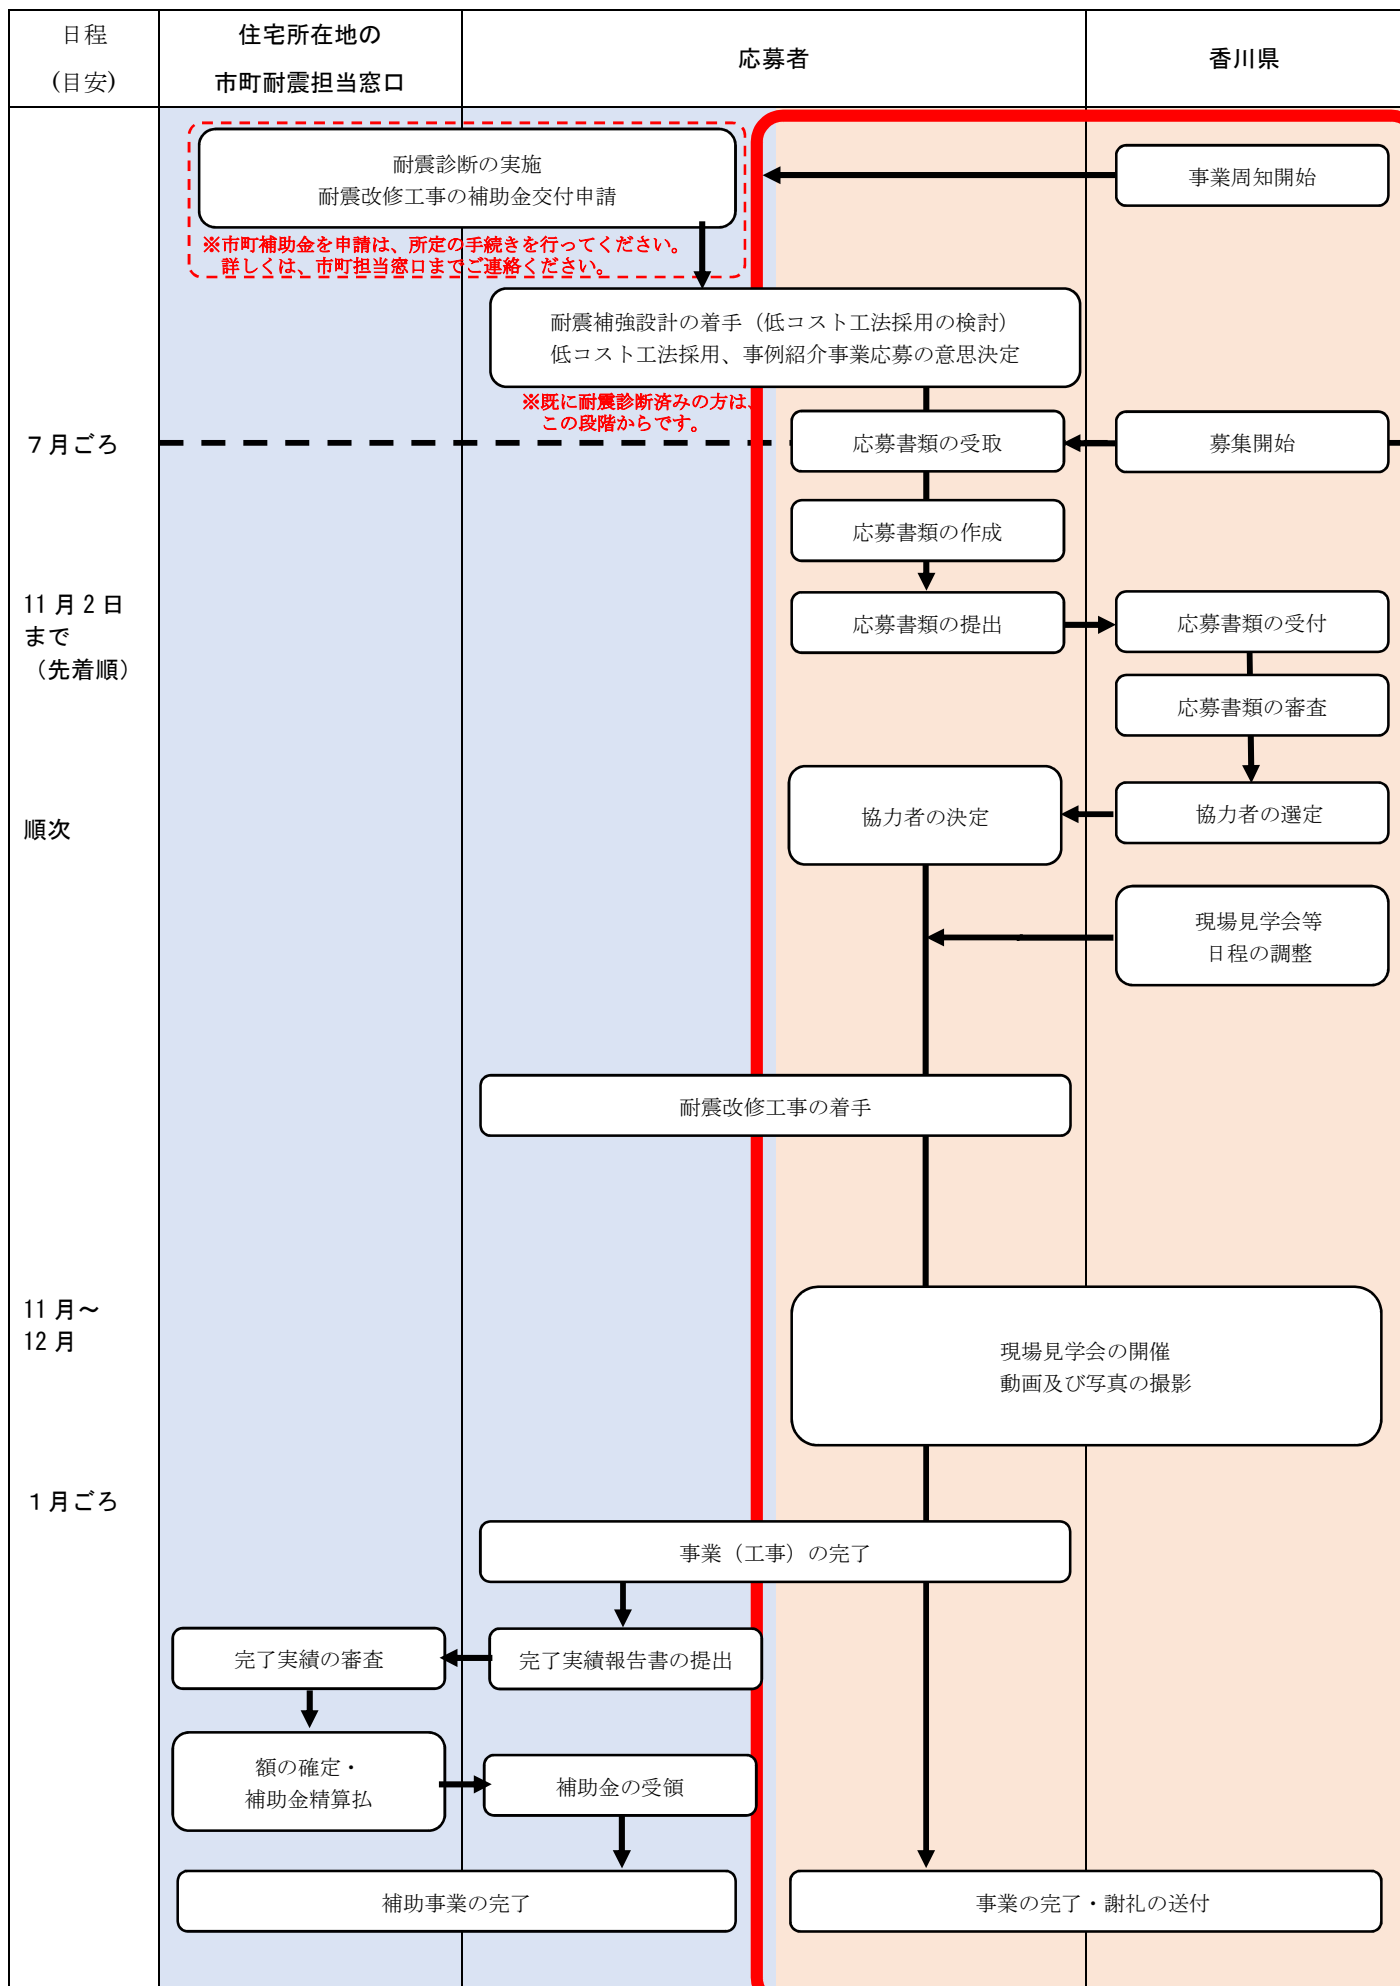 日程
(目安)
住宅所在地の
市町耐震担当窓口
応募者
香川県
耐震診断の実施
耐震改修工事の補助金交付申請
事業周知開始
※市町補助金を申請は、所定の手続きを行ってください。
詳しくは、市町担当窓口までご連絡ください。
耐震補強設計の着手（低コスト工法採用の検討）
低コスト工法採用、事例紹介事業応募の意思決定
※既に耐震診断済みの方は、
この段階からです。
７月ごろ
応募書類の受取
募集開始
応募書類の作成
11月2日
まで
（先着順）
応募書類の提出
応募書類の受付
応募書類の審査
順次
協力者の決定
協力者の選定
現場見学会等
日程の調整
耐震改修工事の着手
11月～
12月
現場見学会の開催
動画及び写真の撮影
１月ごろ
事業（工事）の完了
完了実績の審査
完了実績報告書の提出
額の確定・
補助金精算払
補助金の受領
補助事業の完了
事業の完了・謝礼の送付